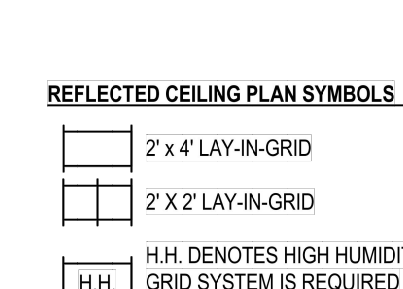 REFLECTED CEILING PLAN SYMBOLS
2' x 4' LAY-IN-GRID
2' X 2' LAY-IN-GRID
H.H. DENOTES HIGH
H.H. GRID SYSTEM IS REQUIRED